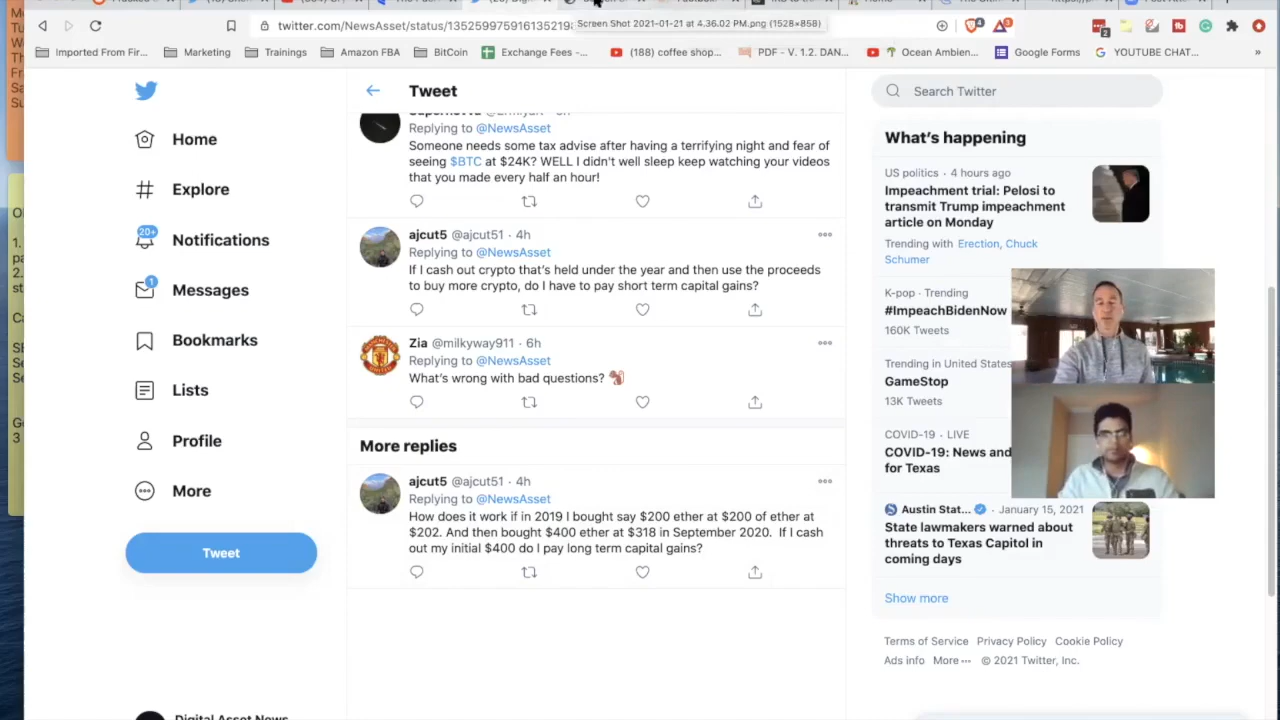 twitter.com/NewsAsset/status/1352599759161352
Screen Shot 2021-01-21 at 4.36.02 PM.png (1528×858)
Imported From Fir...
Marketing
Trainings
Amazon FBA
BitCoin
Exchange Fees -...
(188) coffee shop...
PDF - V. 1.2. DAN...
Ocean Ambien...
Google Forms
YOUTUBE CHAT...
»
Home
Explore
20+
Notifications
1
Messages
Bookmarks
Lists
Profile
More
Tweet
Digital Asset News
Tweet
Replying to @NewsAsset
Someone needs some tax advise after having a terrifying night and fear of
seeing $BTC at $24K? WELL I didn't well sleep keep watching your videos
that you made every half an hour!
ajcut5 @ajcut51 · 4h
Replying to @NewsAsset
If I cash out crypto that's held under the year and then use the proceeds
to buy more crypto, do I have to pay short term capital gains?
Zia @milkyway911 · 6h
Replying to @NewsAsset
What's wrong with bad questions? 🐿️
More replies
ajcut5 @ajcut51 · 4h
Replying to @NewsAsset
How does it work if in 2019 I bought say $200 ether at $200 of ether at
$202. And then bought $400 ether at $318 in September 2020. If I cash
out my initial $400 do I pay long term capital gains?
Search Twitter
What's happening
US politics · 4 hours ago
Impeachment trial: Pelosi to
transmit Trump impeachment
article on Monday
Trending with Erection, Chuck
Schumer
K-pop · Trending
#ImpeachBidenNow
160K Tweets
Trending in United States
GameStop
13K Tweets
COVID-19 · LIVE
COVID-19: News and
for Texas
Austin Stat... · January 15, 2021
State lawmakers warned about
threats to Texas Capitol in
coming days
Show more
Terms of Service Privacy Policy Cookie Policy
Ads info More··· © 2021 Twitter, Inc.